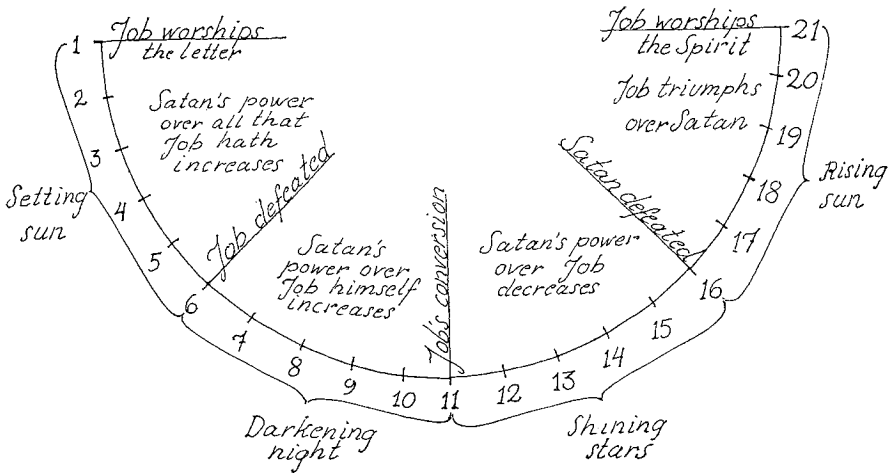 1
Job worships
the letter
2
3
4
5
6
Satan's power
over all that
Job hath
increases
Setting
sun
Job defeated
Satan's
power over
Job himself
increases
7
8
9
10
11
Darkening
night
Job's conversion
Satan's power
over Job
decreases
12
13
14
15
16
Shining
stars
Satan defeated
17
18
19
20
21
Job triumphs
over Satan
Rising
sun
Job worships
the Spirit